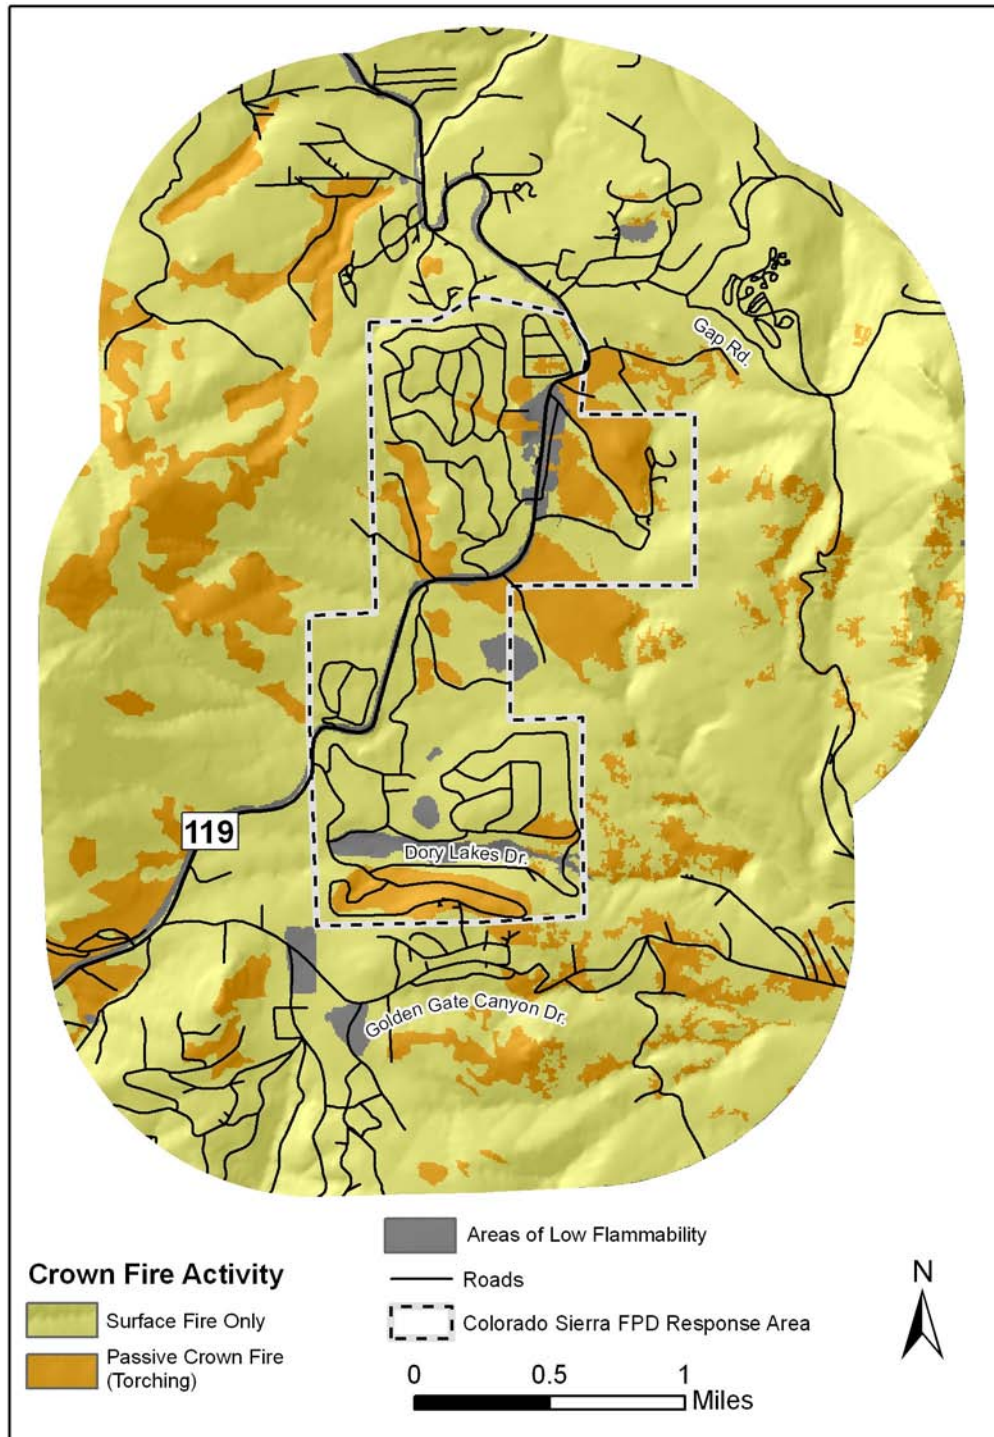 Gap Rd.
119
Dory Lakes Dr.
Golden Gate Canyon Dr.
Areas of Low Flammability
Crown Fire Activity
Roads
N
Surface Fire Only
Colorado Sierra FPD Response Area
Passive Crown Fire
(Torching)
0 0.5 1
Miles